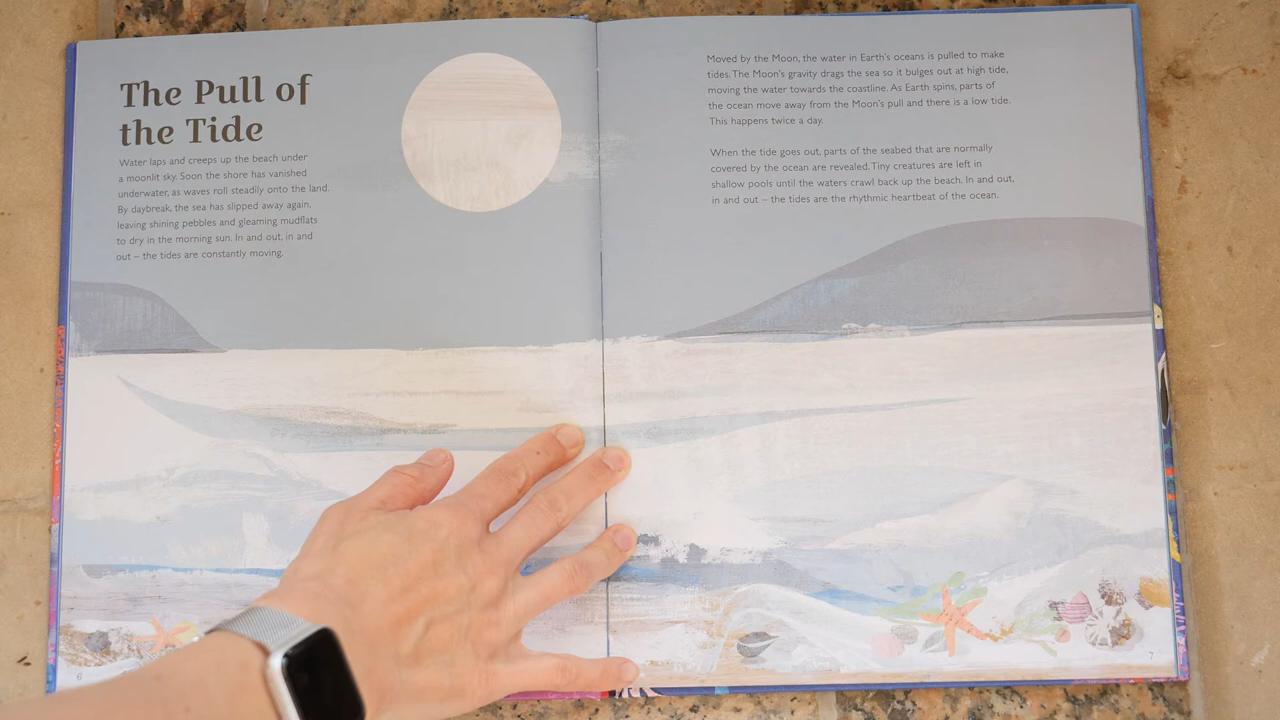 The Pull of
the Tide
Water laps and creeps up the beach under
a moonlit sky. Soon the shore has vanished
underwater, as waves roll steadily onto the land.
By daybreak, the sea has slipped away again,
leaving shining pebbles and gleaming mudflats
to dry in the morning sun. In and out, in and
out – the tides are constantly moving.
Moved by the Moon, the water in Earth's oceans is pulled to make
tides. The Moon's gravity drags the sea so it bulges out at high tide,
moving the water towards the coastline. As Earth spins, parts of
the ocean move away from the Moon's pull and there is a low tide.
This happens twice a day.
When the tide goes out, parts of the seabed that are normally
covered by the ocean are revealed. Tiny creatures are left in
shallow pools until the waters crawl back up the beach. In and out,
in and out – the tides are the rhythmic heartbeat of the ocean.
6
7